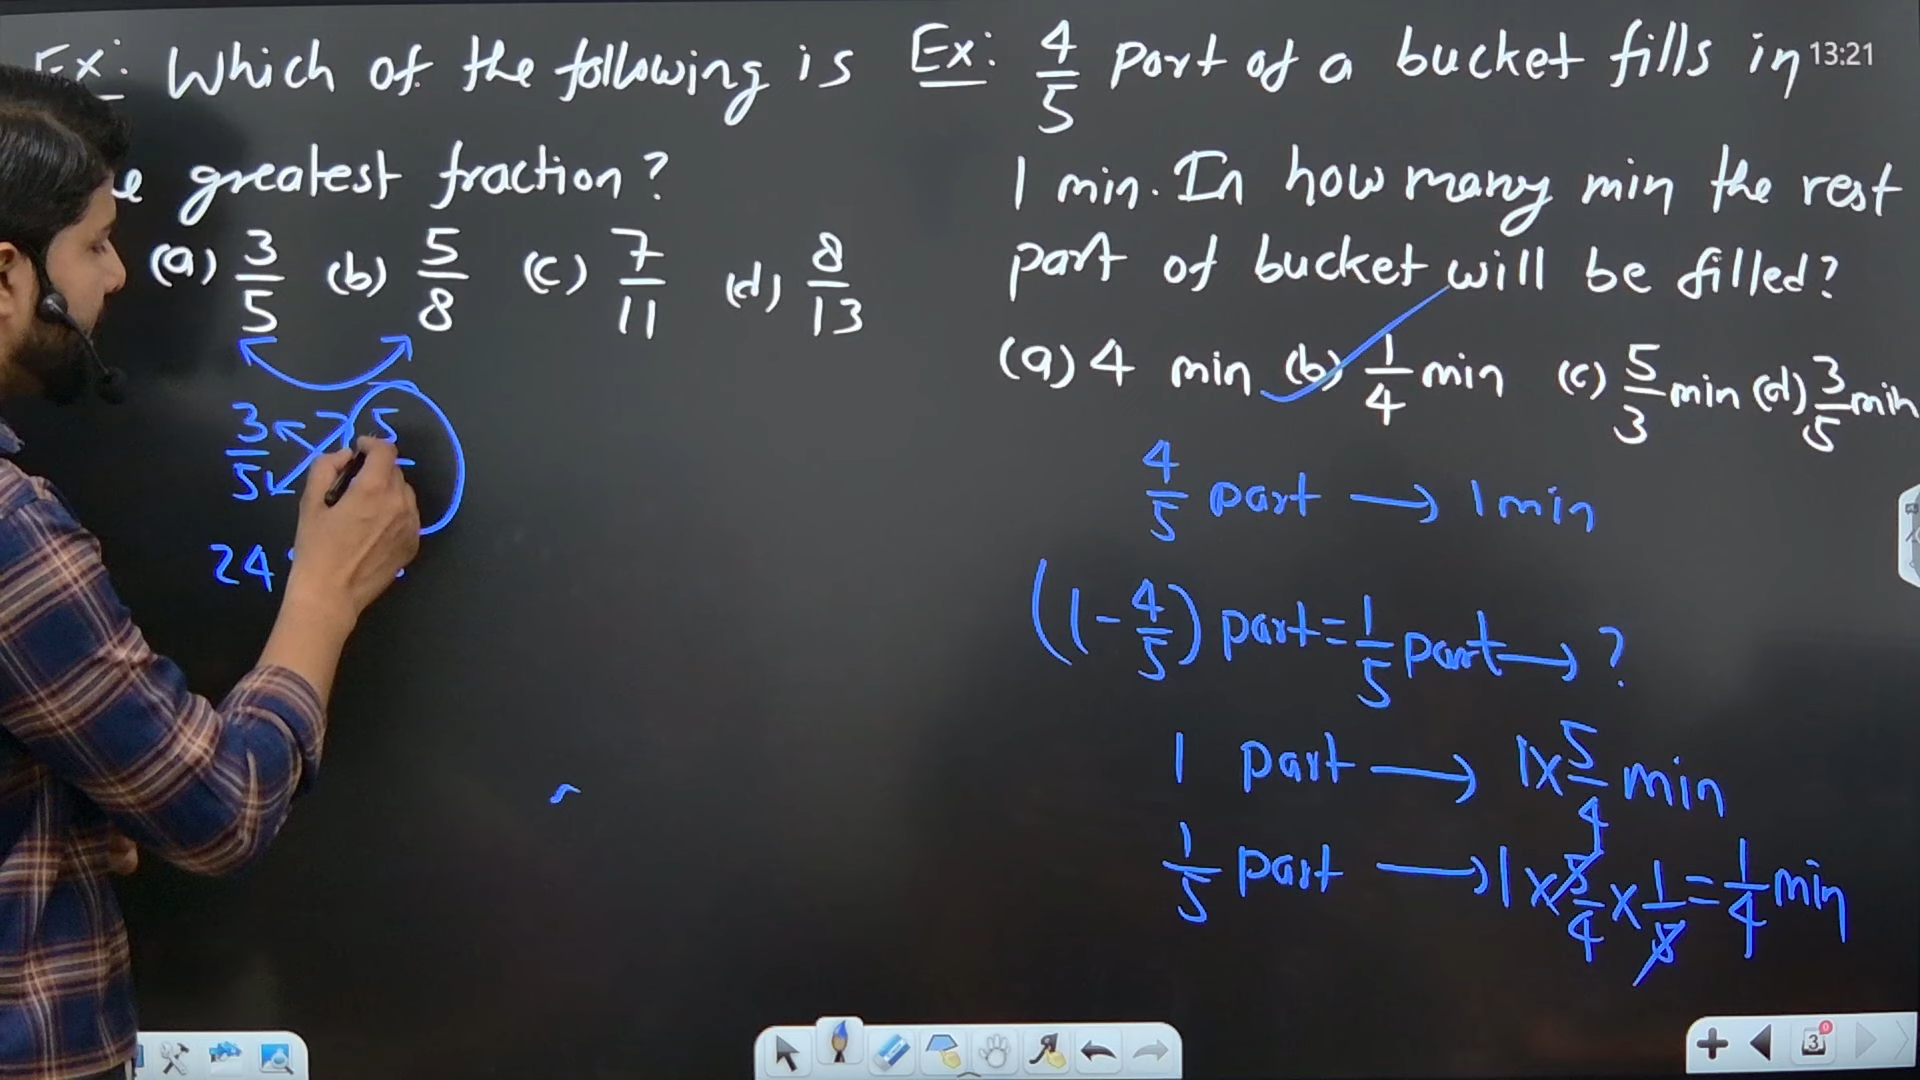 Ex: Which of the following is
greatest fraction?
(a) 3/5 (b) 5/8 (c) 7/11 (d) 8/13
3/5 5
24
Ex: 4/5 part of a bucket fills in
13:21
1 min. In how many min the rest
part of bucket will be filled?
(a) 4 min (b) 1/4 min (c) 5/3 min (d) 3/5 min
4/5 part → 1 min
(1 - 4/5) part = 1/5 part → ?
1 part → 1 × 5/4 min
1/5 part → 1 × 5/4 × 1/5 = 1/4 min
3
0